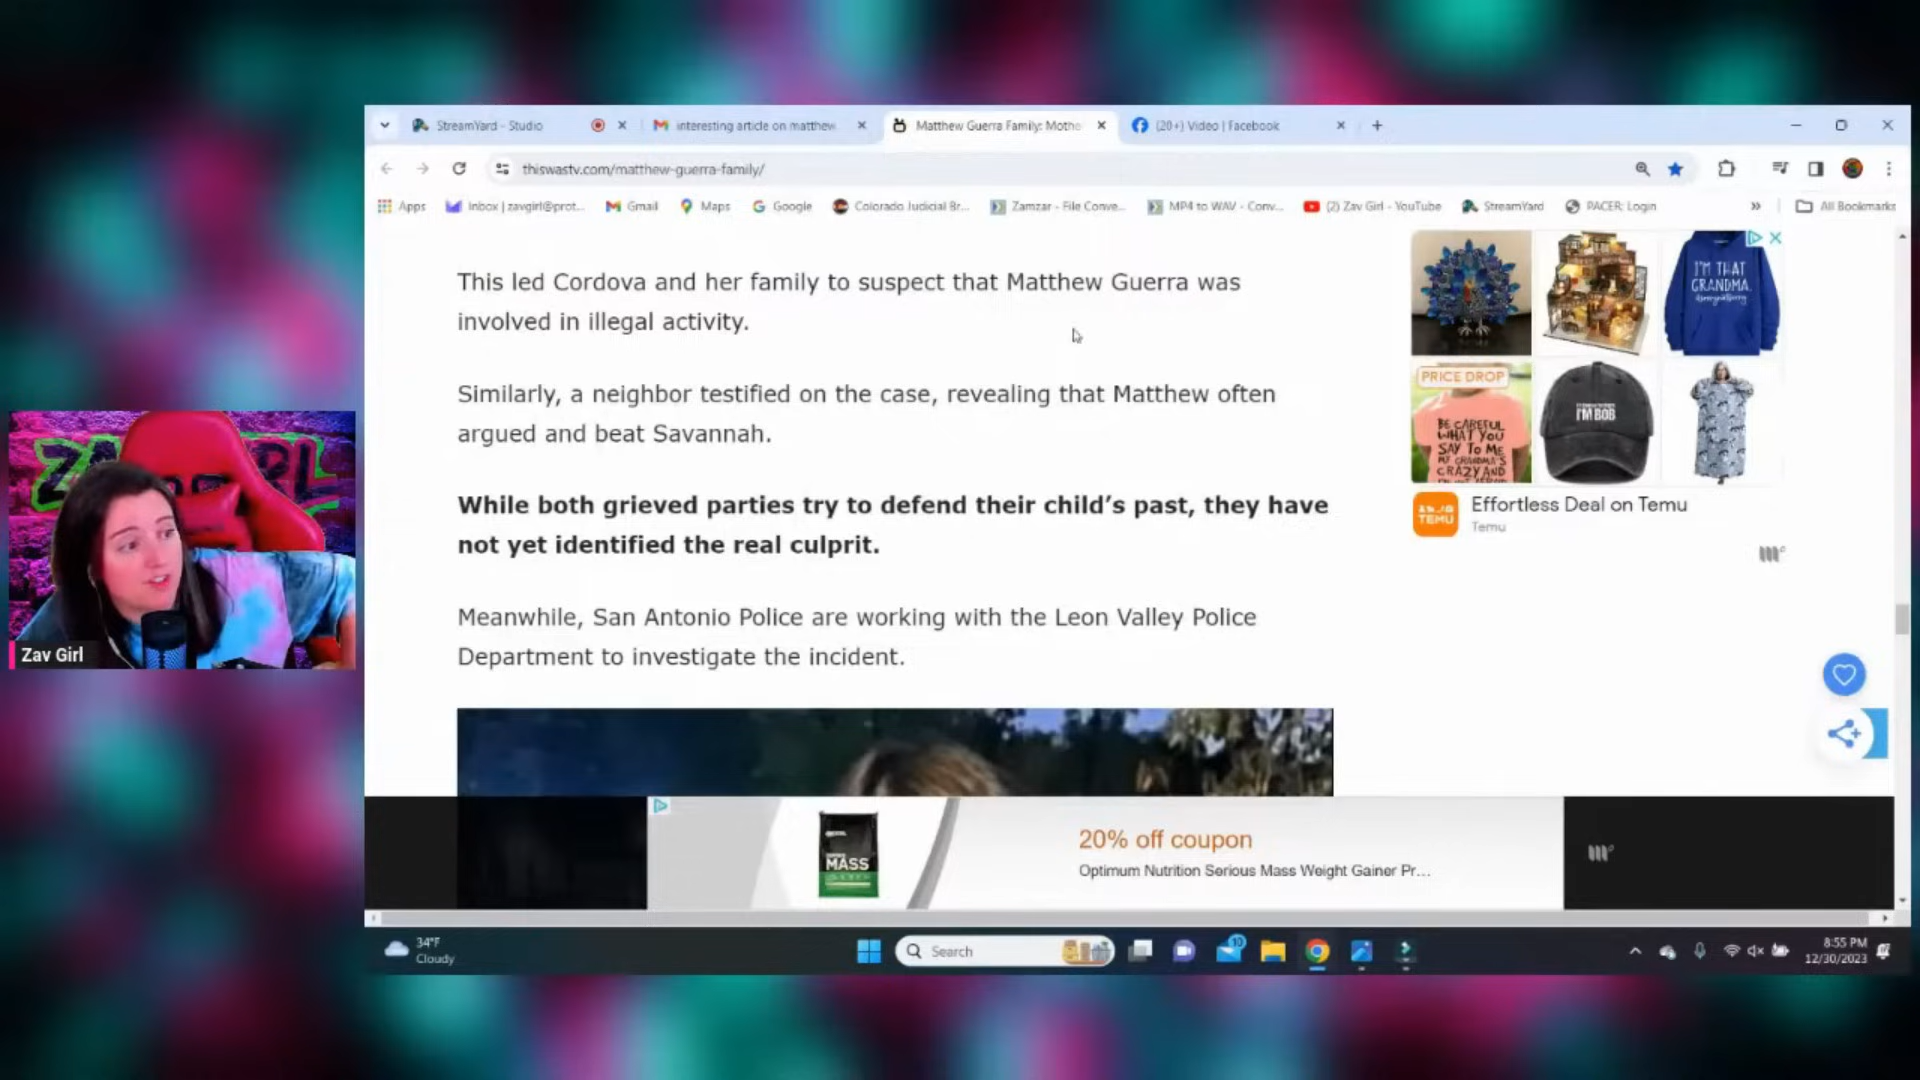 StreamYard - Studio
interesting article on matthew
Matthew Guerra Family: Mothe
(20+) Video | Facebook
thiswastv.com/matthew-guerra-family/
Apps
Inbox | zavgirl@prot...
Gmail
Maps
Google
Colorado Judicial Br...
Zamzar - File Conve...
MP4 to WAV - Conv...
(2) Zav Girl - YouTube
StreamYard
PACER: Login
»
All Bookmarks
This led Cordova and her family to suspect that Matthew Guerra was
involved in illegal activity.
Similarly, a neighbor testified on the case, revealing that Matthew often
argued and beat Savannah.
While both grieved parties try to defend their child's past, they have
not yet identified the real culprit.
Meanwhile, San Antonio Police are working with the Leon Valley Police
Department to investigate the incident.
I'M THAT
GRANDMA.
PRICE DROP
BE CAREFUL
WHAT YOU
SAY TO ME
MY GRANDMA'S
CRAZY AND
I'M BOB
TEMU
Effortless Deal on Temu
Temu
Zav Girl
MASS
20% off coupon
Optimum Nutrition Serious Mass Weight Gainer Pr...
34°F
Cloudy
Search
10
8:55 PM
12/30/2023